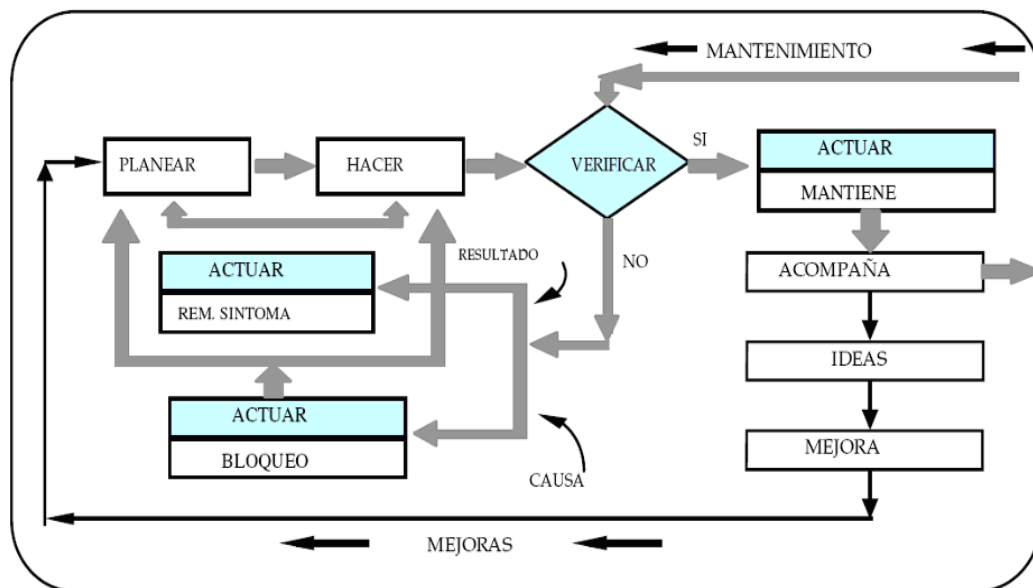 MANTENIMIENTO
PLANEAR
HACER
VERIFICAR
SI
ACTUAR
MANTIENE
NO
RESULTADO
ACTUAR
REM. SINTOMA
ACOMPAÑA
IDEAS
ACTUAR
BLOQUEO
CAUSA
MEJORA
MEJORAS